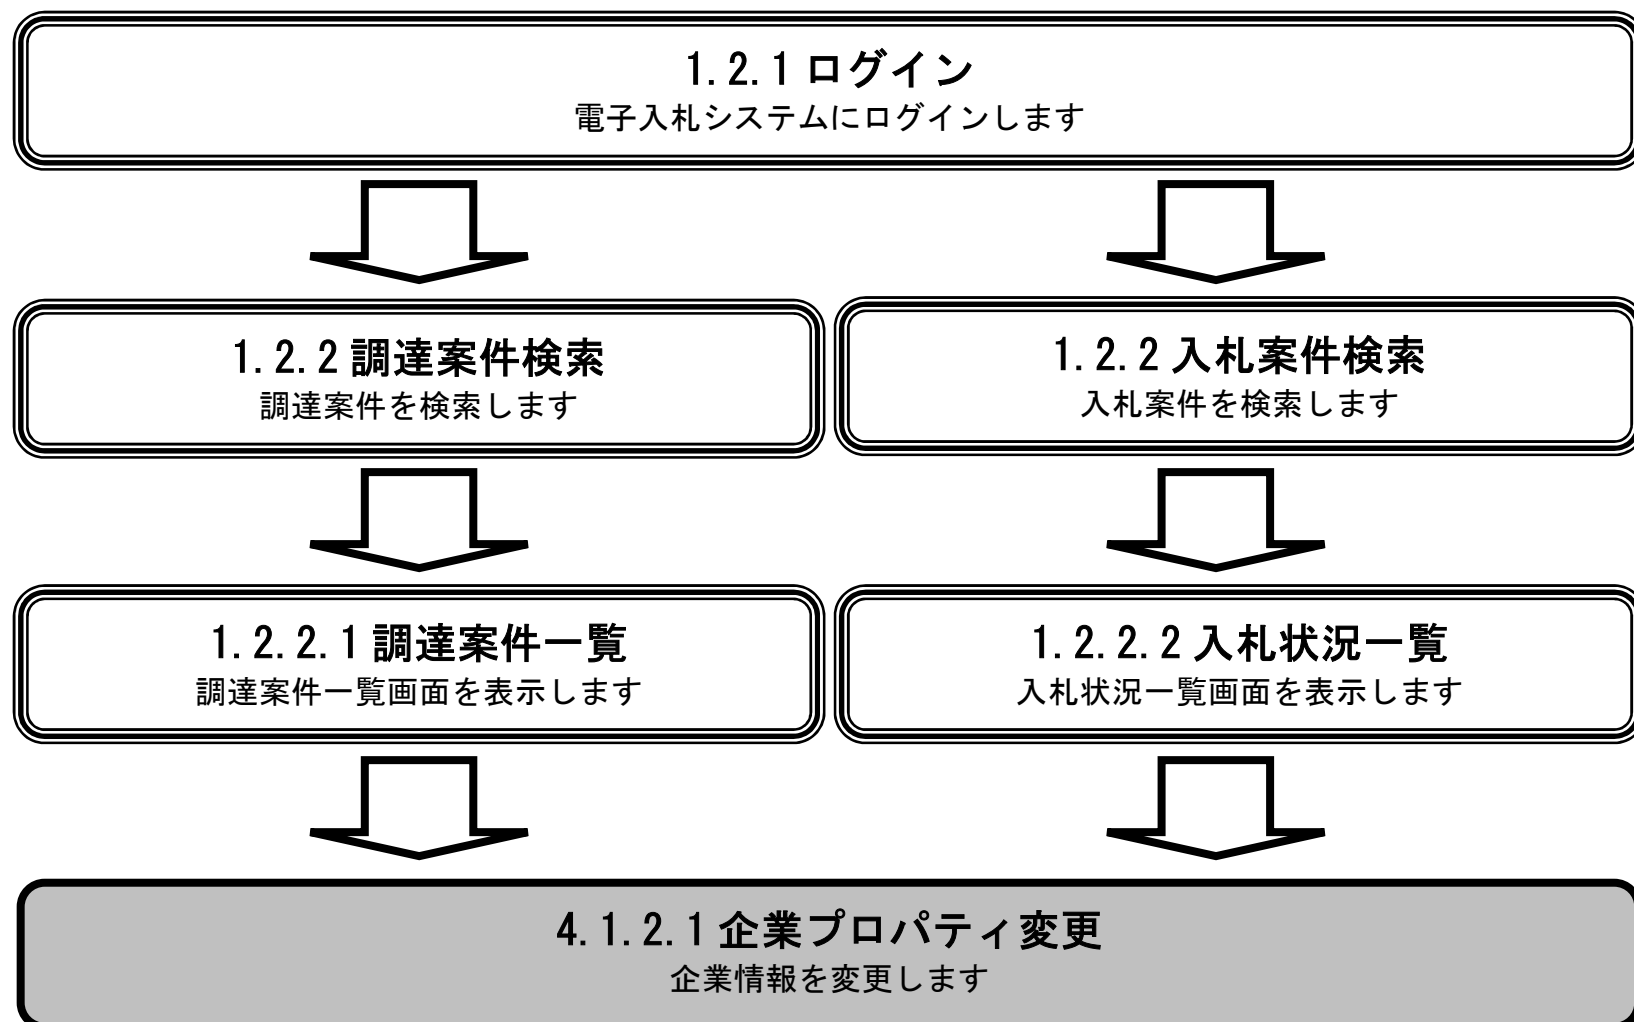 1.2.1ログイン
電子入札システムにログインします
1.2.2調達案件検索
調達案件を検索します
1.2.2入札案件検索
入札案件を検索します
1.2.2.1調達案件一覧
調達案件一覧画面を表示します
1.2.2.2入札状況一覧
入札状況一覧画面を表示します
4.1.2.1企業プロパティ変更
企業情報を変更します